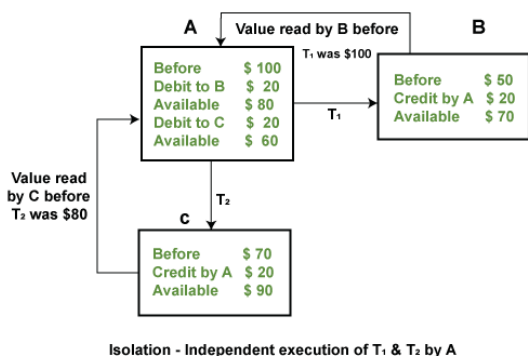 Value read by B before
T₁ was $100
A
Before $ 100
Debit to B $ 20
Available $ 80
Debit to C $ 20
Available $ 60
B
Before $ 50
Credit by A $ 20
Available $ 70
T₁
Value read
by C before
T₂ was $80
T₂
c
Before $ 70
Credit by A $ 20
Available $ 90
Isolation - Independent execution of T₁ & T₂ by A